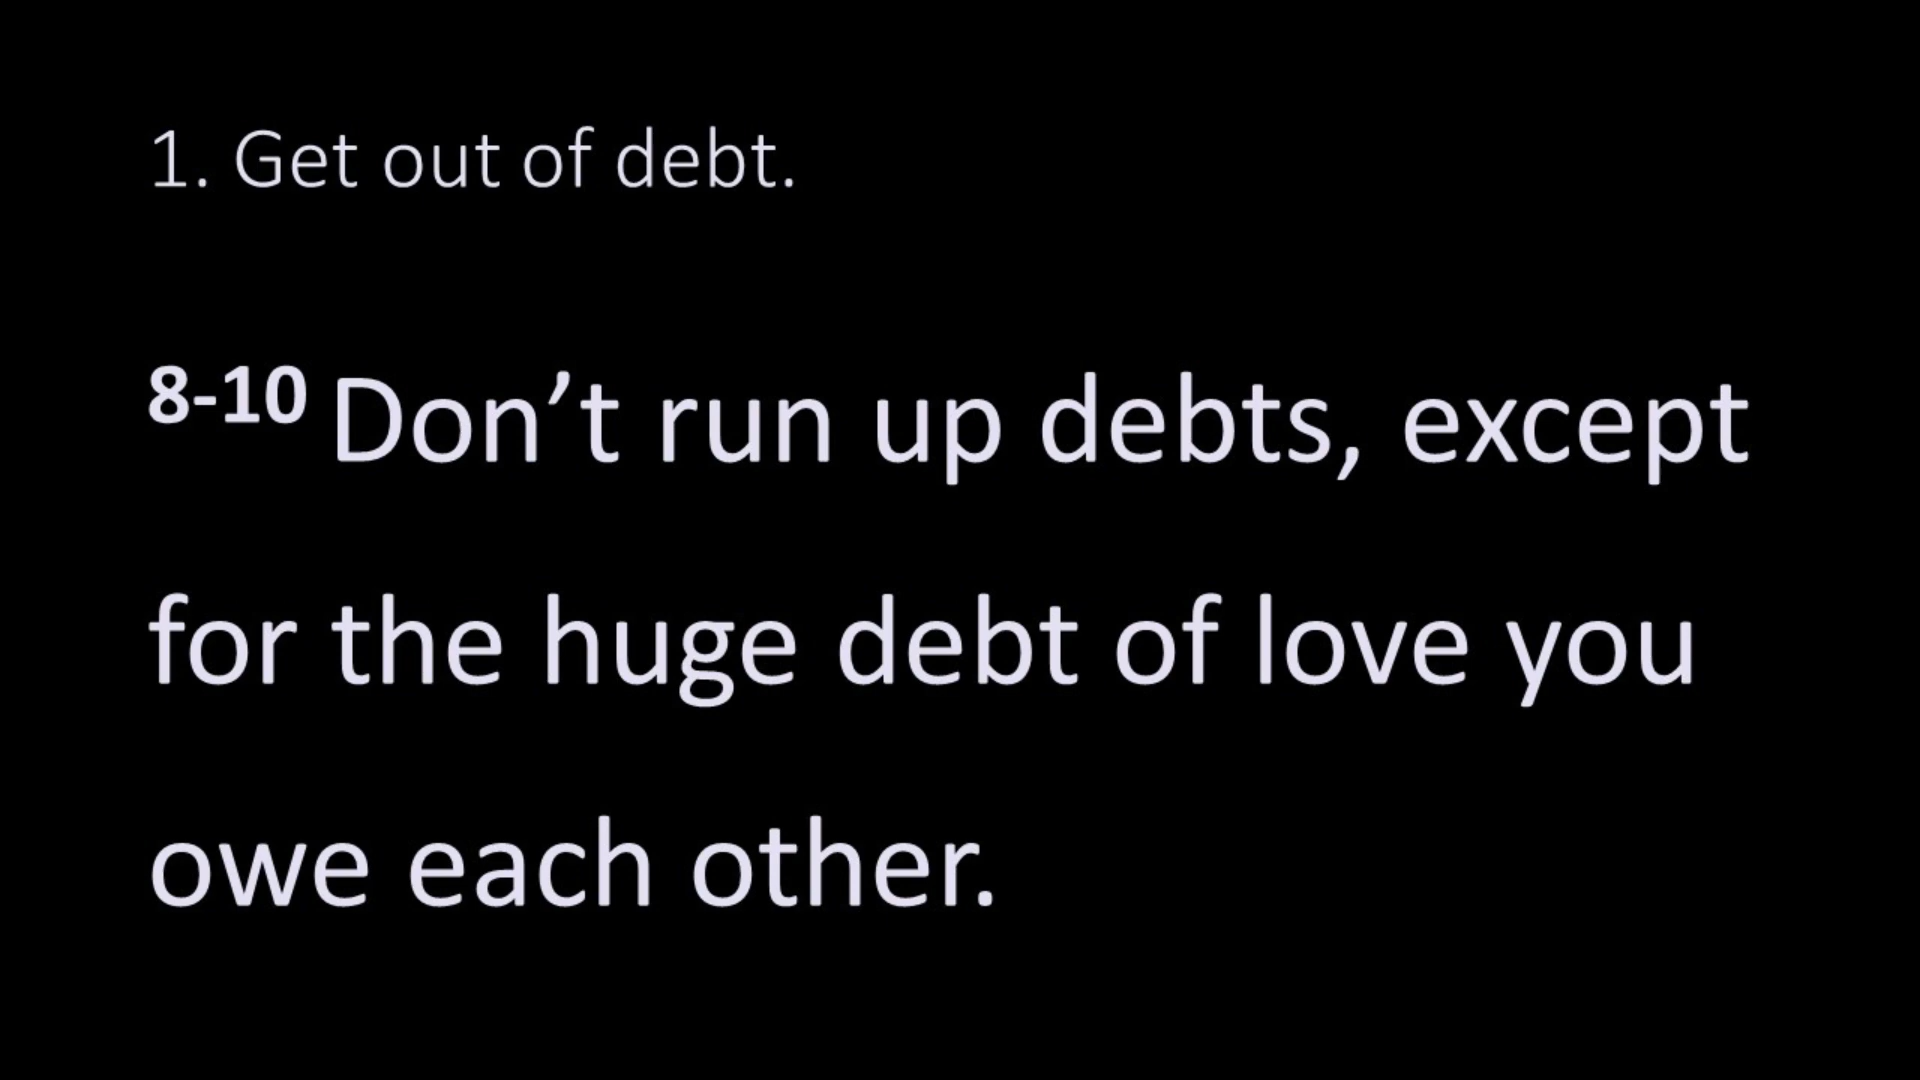 1. Get out of debt.
8-10 Don’t run up debts, except
for the huge debt of love you
owe each other.